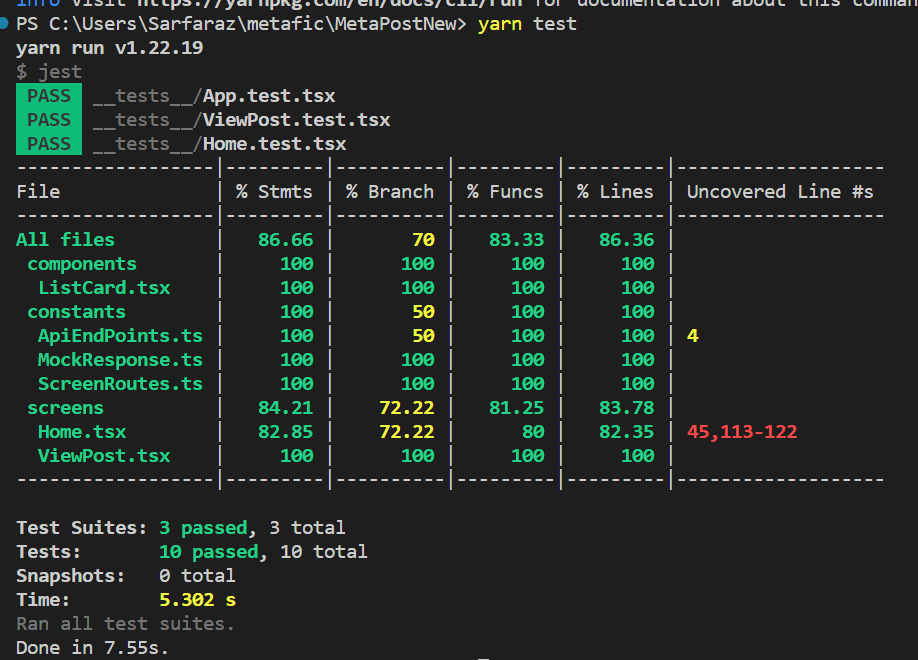 info Visit https://yarnpkg.com/en/docs/cli/run for documentation about this comman
PS C:\Users\Sarfaraz\metafic\MetaPostNew> yarn test
yarn run v1.22.19
$ jest
PASS __tests__/App.test.tsx
PASS __tests__/ViewPost.test.tsx
PASS __tests__/Home.test.tsx
------------------|---------|----------|---------|---------|-------------------
File | % Stmts | % Branch | % Funcs | % Lines | Uncovered Line #s
------------------|---------|----------|---------|---------|-------------------
All files | 86.66 | 70 | 83.33 | 86.36 |
components | 100 | 100 | 100 | 100 |
ListCard.tsx | 100 | 100 | 100 | 100 |
constants | 100 | 50 | 100 | 100 |
ApiEndPoints.ts | 100 | 50 | 100 | 100 | 4
MockResponse.ts | 100 | 100 | 100 | 100 |
ScreenRoutes.ts | 100 | 100 | 100 | 100 |
screens | 84.21 | 72.22 | 81.25 | 83.78 |
Home.tsx | 82.85 | 72.22 | 80 | 82.35 | 45,113-122
ViewPost.tsx | 100 | 100 | 100 | 100 |
------------------|---------|----------|---------|---------|-------------------
Test Suites: 3 passed, 3 total
Tests: 10 passed, 10 total
Snapshots: 0 total
Time: 5.302 s
Ran all test suites.
Done in 7.55s.